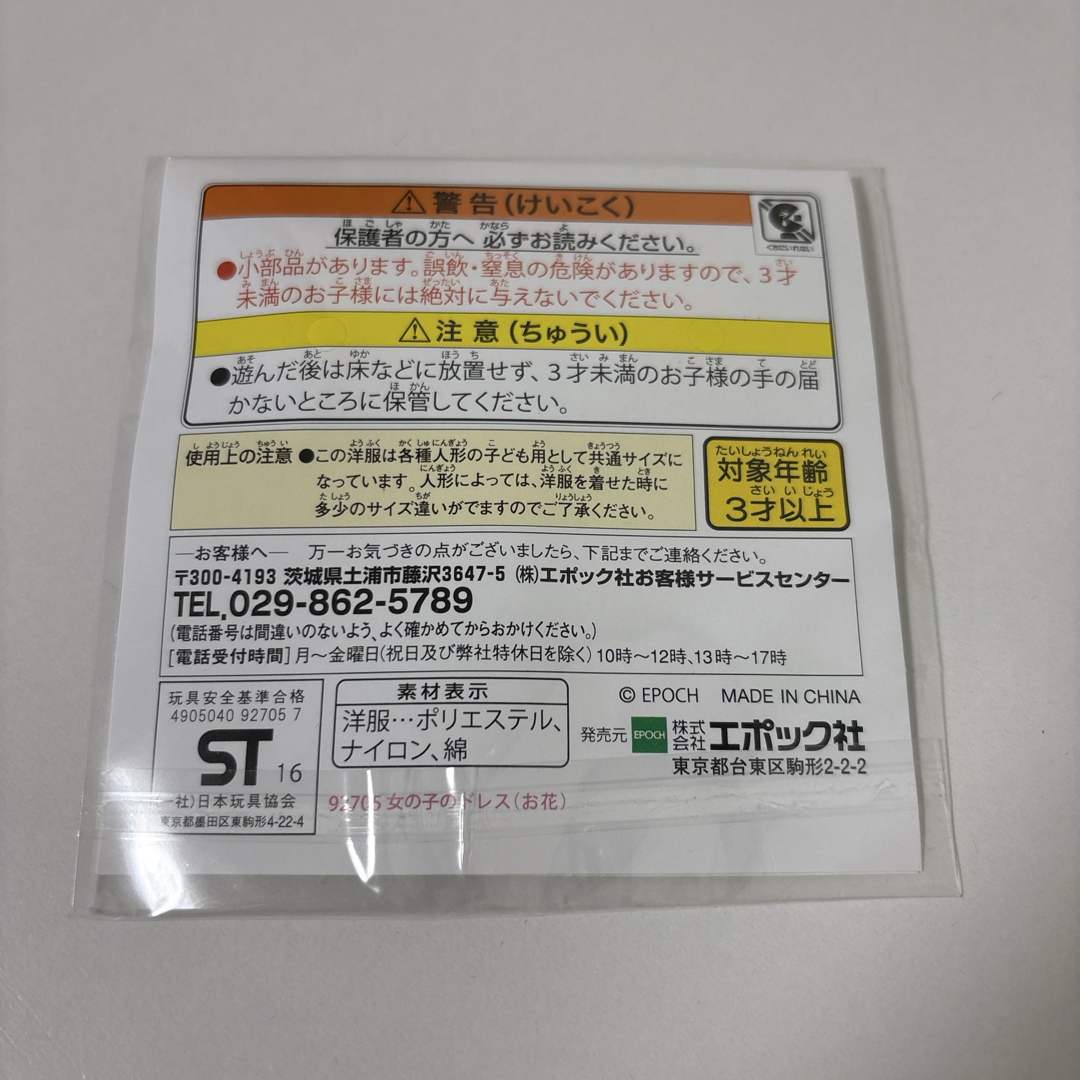 ⚠警告(けいこく)
保護者の方へ 必ずお読みください。
●小部品があります。誤飲・窒息の危険がありますので、3才
未満のお子様には絶対に与えないでください。
くちにいれない
⚠注意(ちゅうい)
●遊んだ後は床などに放置せず、3才未満のお子様の手の届
かないところに保管してください。
使用上の注意 ●この洋服は各種人形の子ども用として共通サイズに
なっています。人形によっては、洋服を着せた時に
多少のサイズ違いがでますのでご了承ください。
対象年齢
3才以上
―お客様へ― 万一お気づきの点がございましたら、下記までご連絡ください。
〒300-4193 茨城県土浦市藤沢3647-5 (株)エポック社お客様サービスセンター
TEL.029-862-5789
(電話番号は間違いのないよう、よく確かめてからおかけください。)
[電話受付時間]月〜金曜日(祝日及び弊社特休日を除く)10時〜12時、13時〜17時
玩具安全基準合格
4905040 92705 7
ST 16
一社)日本玩具協会
東京都墨田区東駒形4-22-4
素材表示
洋服…ポリエステル、
ナイロン、綿
92705 女の子のドレス(お花)
© EPOCH MADE IN CHINA
発売元 EPOCH 株式会社 エポック社
東京都台東区駒形2-2-2